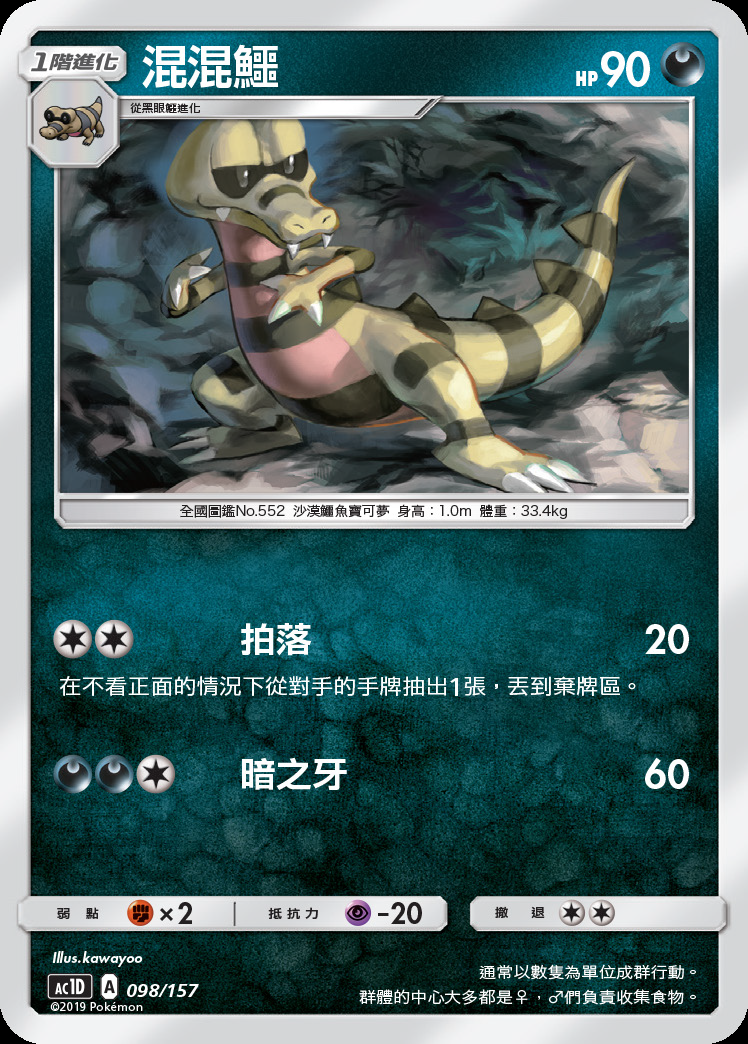 1階進化
混混鱷
HP 90
從黑眼鱷進化
全國圖鑑No.552 沙漠鱷魚寶可夢 身高：1.0m 體重：33.4kg
拍落 20
在不看正面的情況下從對手的手牌抽出1張，丟到棄牌區。
暗之牙 60
弱點 ×2 抵抗力 -20 撤退
Illus.kawayoo
AC1D A 098/157
©2019 Pokémon
通常以數隻為單位成群行動。
群體的中心大多都是♀，♂們負責收集食物。